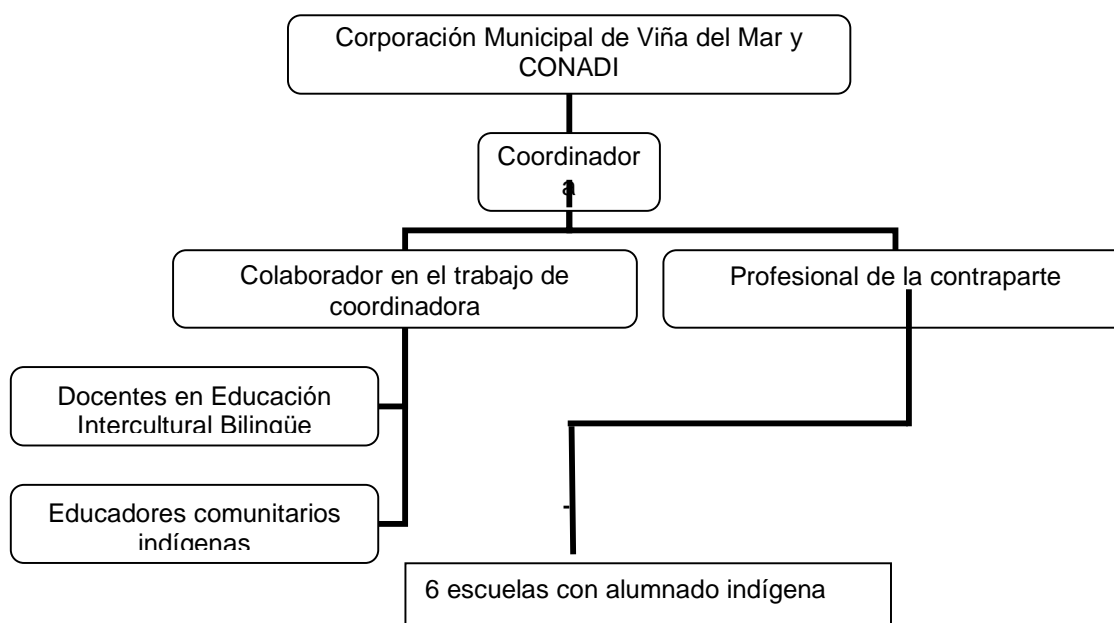 Corporación Municipal de Viña del Mar y
CONADI
Coordinador
a
Colaborador en el trabajo de
coordinadora
Profesional de la contraparte
Docentes en Educación
Intercultural Bilingüe
Educadores comunitarios
indígenas
6 escuelas con alumnado indígena